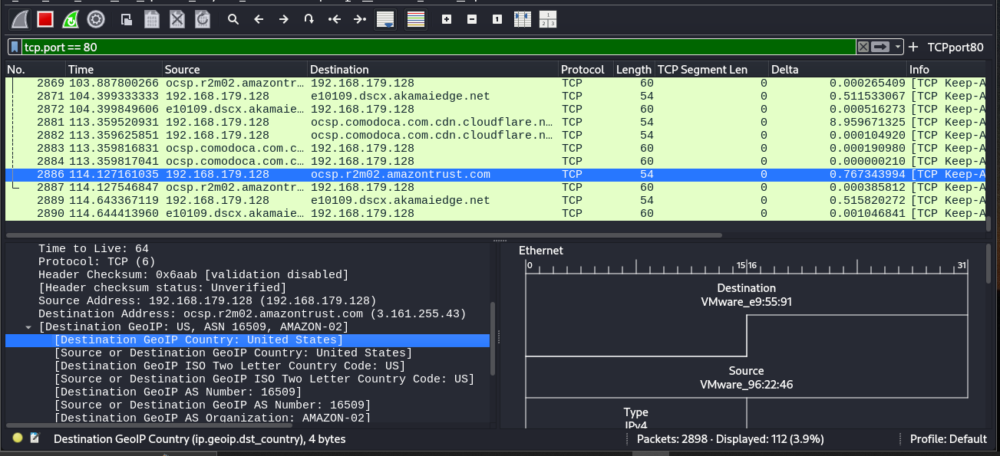 tcp.port == 80 TCPport80
No. Time Source Destination Protocol Length TCP Segment Len Delta Info
2869 103.887800266 ocsp.r2m02.amazontr… 192.168.179.128 TCP 60 0 0.000265409 [TCP Keep-A
2871 104.399333333 192.168.179.128 e10109.dscx.akamaiedge.net TCP 54 0 0.511533067 [TCP Keep-A
2872 104.399849606 e10109.dscx.akamaie… 192.168.179.128 TCP 60 0 0.000516273 [TCP Keep-A
2881 113.359520931 192.168.179.128 ocsp.comodoca.com.cdn.cloudflare.n… TCP 54 0 8.959671325 [TCP Keep-A
2882 113.359625851 192.168.179.128 ocsp.comodoca.com.cdn.cloudflare.n… TCP 54 0 0.000104920 [TCP Keep-A
2883 113.359816831 ocsp.comodoca.com.c… 192.168.179.128 TCP 60 0 0.000190980 [TCP Keep-A
2884 113.359817041 ocsp.comodoca.com.c… 192.168.179.128 TCP 60 0 0.000000210 [TCP Keep-A
2886 114.127161035 192.168.179.128 ocsp.r2m02.amazontrust.com TCP 54 0 0.767343994 [TCP Keep-A
2887 114.127546847 ocsp.r2m02.amazontr… 192.168.179.128 TCP 60 0 0.000385812 [TCP Keep-A
2889 114.643367119 192.168.179.128 e10109.dscx.akamaiedge.net TCP 54 0 0.515820272 [TCP Keep-A
2890 114.644413960 e10109.dscx.akamaie… 192.168.179.128 TCP 60 0 0.001046841 [TCP Keep-A
Time to Live: 64
Protocol: TCP (6)
Header Checksum: 0x6aab [validation disabled]
[Header checksum status: Unverified]
Source Address: 192.168.179.128 (192.168.179.128)
Destination Address: ocsp.r2m02.amazontrust.com (3.161.255.43)
[Destination GeoIP: US, ASN 16509, AMAZON-02]
[Destination GeoIP Country: United States]
[Source or Destination GeoIP Country: United States]
[Destination GeoIP ISO Two Letter Country Code: US]
[Source or Destination GeoIP ISO Two Letter Country Code: US]
[Destination GeoIP AS Number: 16509]
[Source or Destination GeoIP AS Number: 16509]
[Destination GeoIP AS Organization: AMAZON-02]
Ethernet
0 15 16 31
Destination
VMware_e9:55:91
Source
VMware_96:22:46
Type
IPv4
Destination GeoIP Country (ip.geoip.dst_country), 4 bytes Packets: 2898 · Displayed: 112 (3.9%) Profile: Default